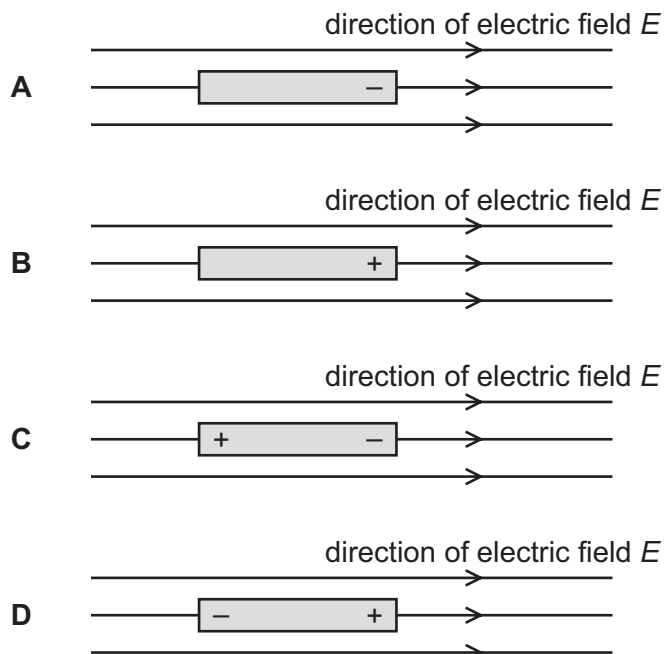 direction of electric field E
A
−
direction of electric field E
B
+
direction of electric field E
C
+ −
direction of electric field E
D
− +